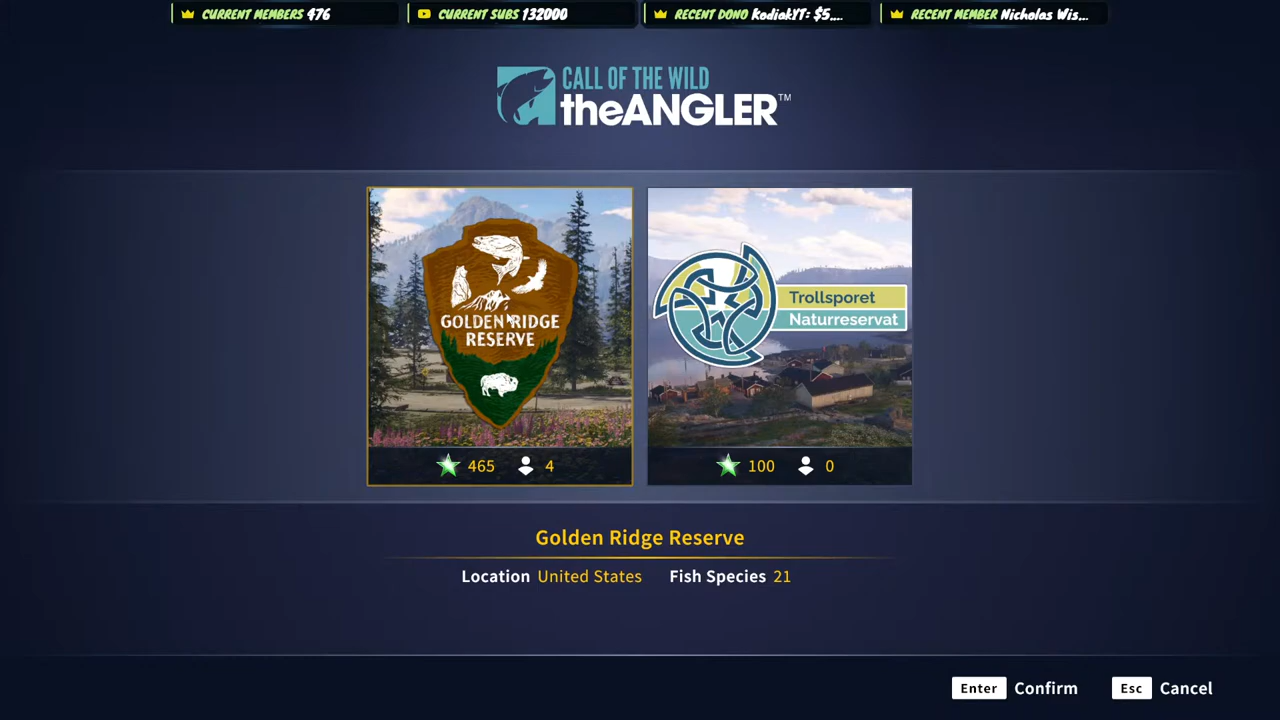 CURRENT MEMBERS 476
CURRENT SUBS 132000
RECENT DONO KodiakYT: $5,...
RECENT MEMBER Nicholas Wis...
CALL OF THE WILD
theANGLER™
GOLDEN RIDGE
RESERVE
Trollsporet
Naturreservat
465 4
100 0
Golden Ridge Reserve
Location United States Fish Species 21
Enter Confirm Esc Cancel